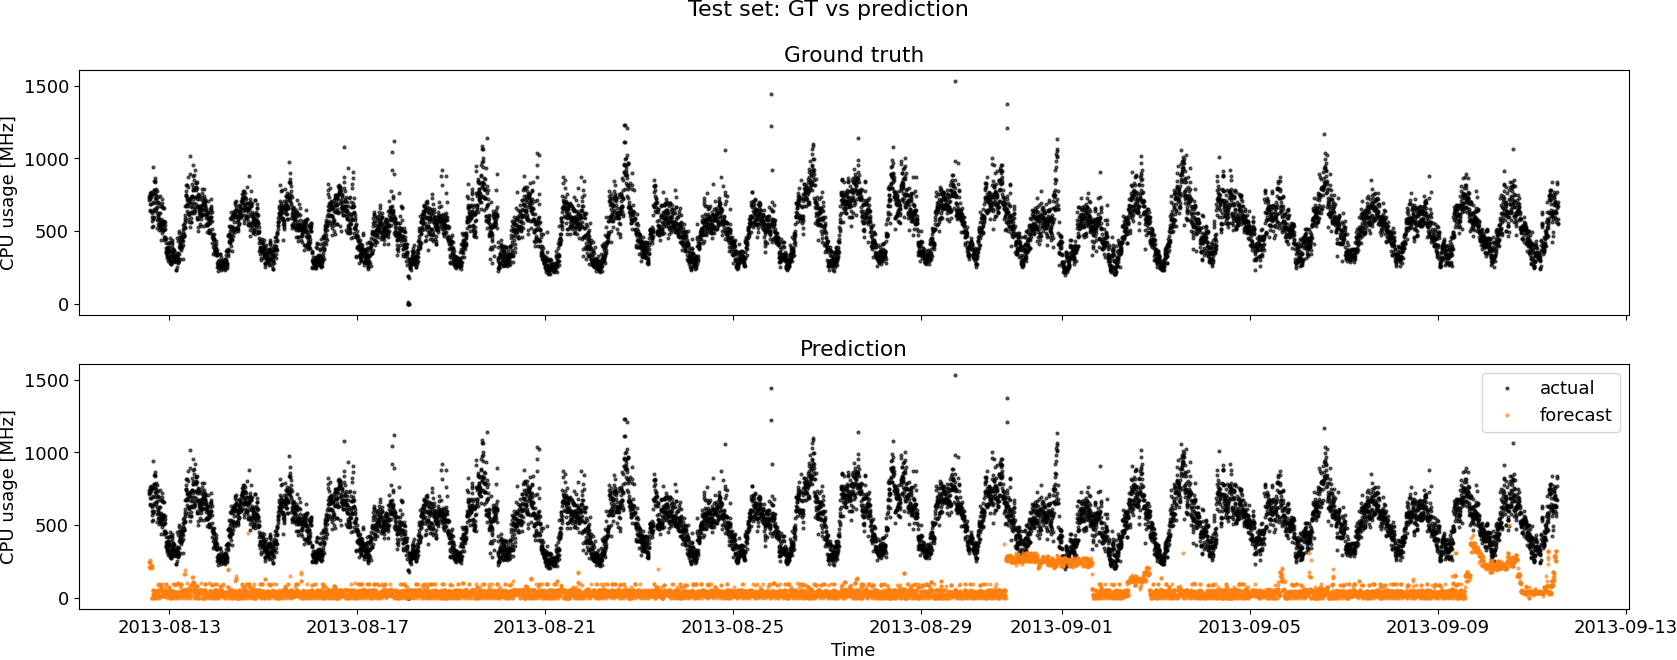 Test set: GT vs prediction
Ground truth
CPU usage [MHz]
1500
1000
500
0
Prediction
CPU usage [MHz]
1500
1000
500
0
actual
forecast
2013-08-13 2013-08-17 2013-08-21 2013-08-25 2013-08-29 2013-09-01 2013-09-05 2013-09-09 2013-09-13
Time